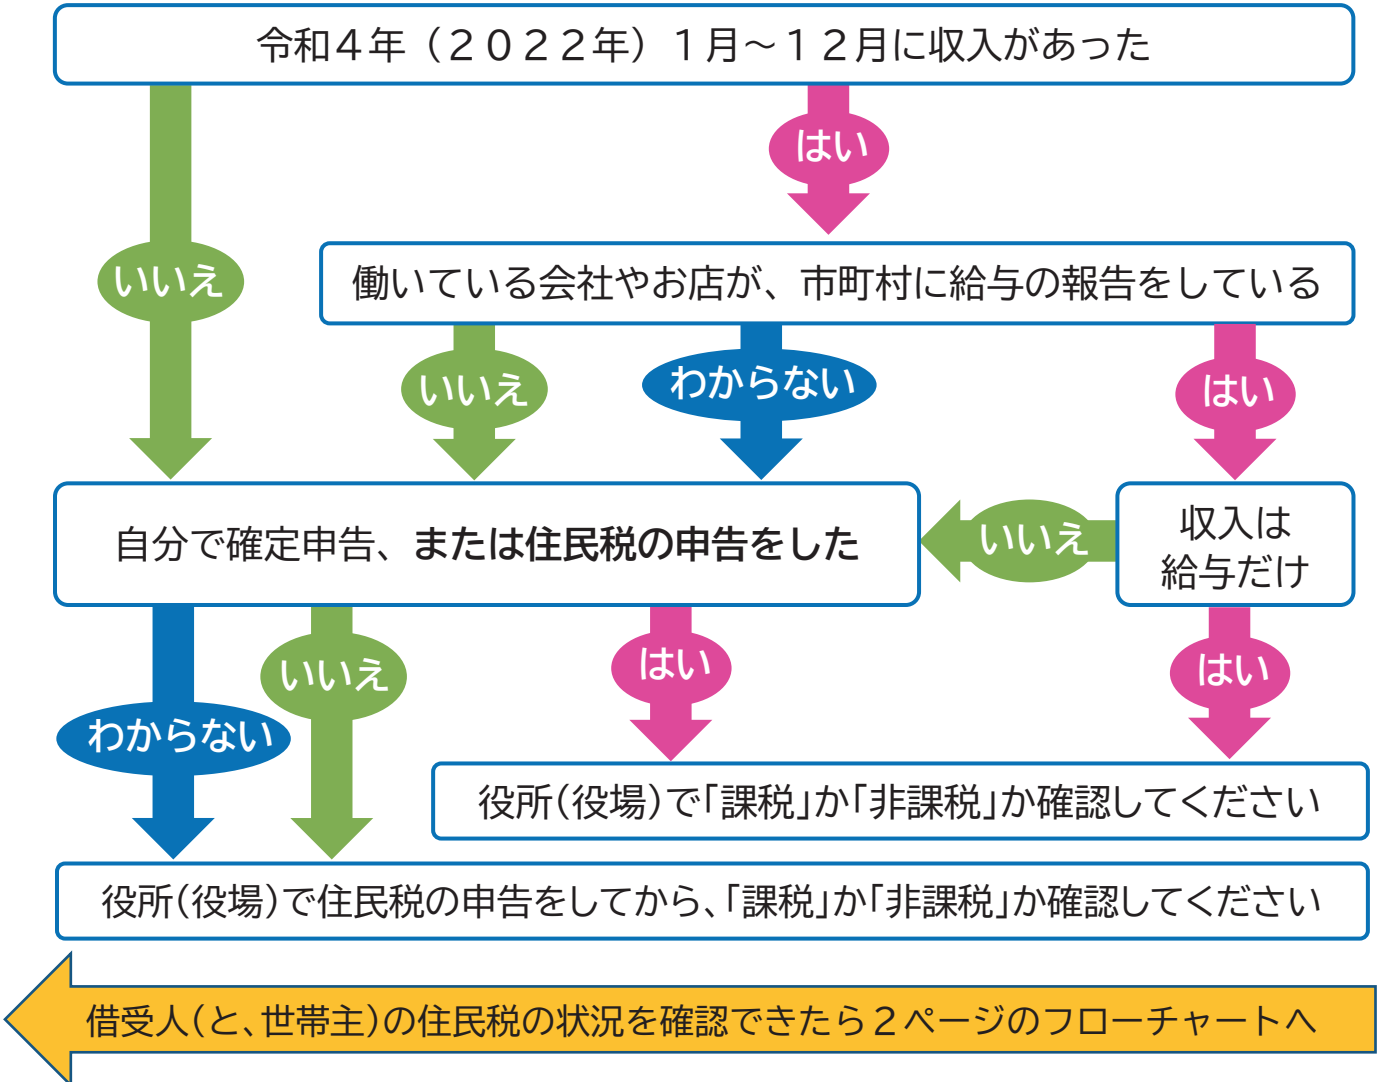 令和４年（２０２２年）１月～１２月に収入があった
はい
いいえ
働いている会社やお店が、市町村に給与の報告をしている
いいえ
わからない
はい
自分で確定申告、または住民税の申告をした
いいえ
収入は
給与だけ
わからない
いいえ
はい
はい
役所(役場)で「課税」か「非課税」か確認してください
役所(役場)で住民税の申告をしてから、「課税」か「非課税」か確認してください
借受人(と、世帯主)の住民税の状況を確認できたら２ページのフローチャートへ